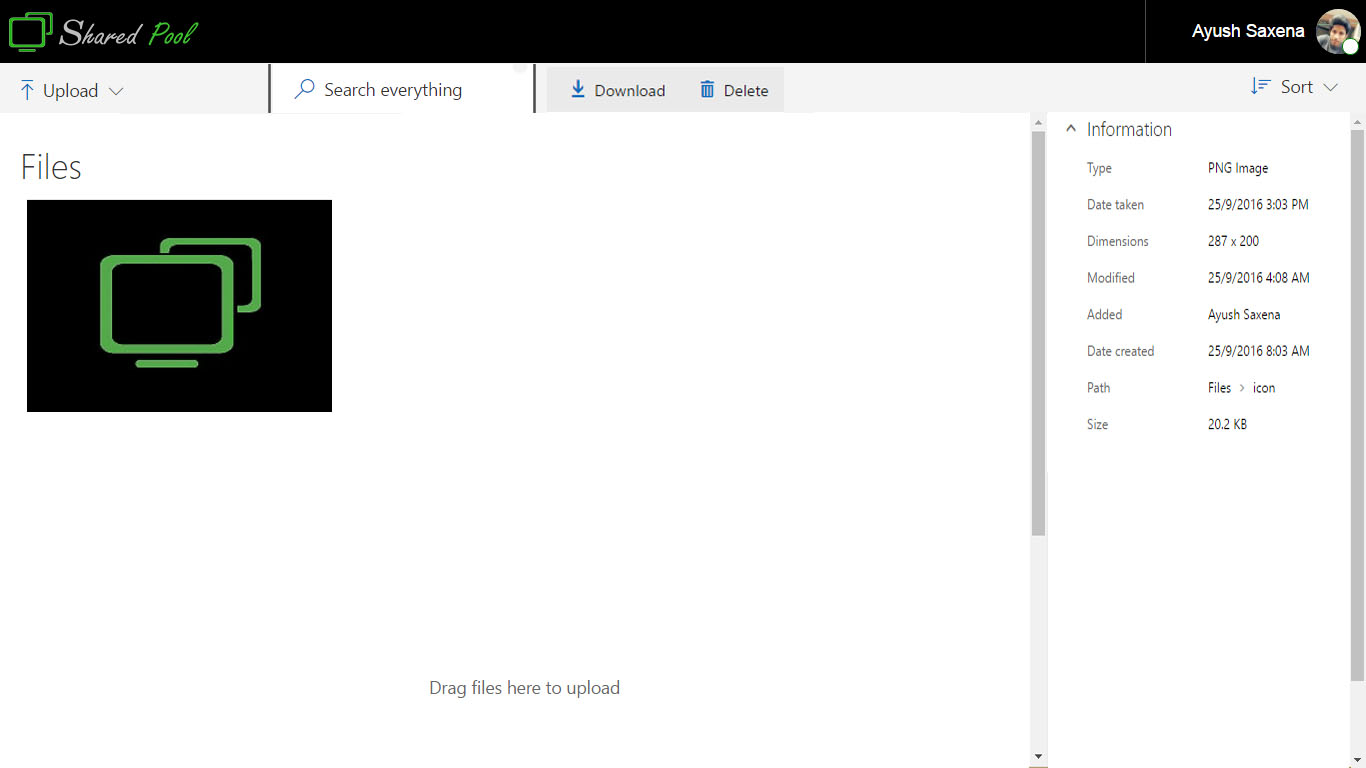 Shared Pool
Ayush Saxena
Upload
Search everything
Download
Delete
Sort
Files
Drag files here to upload
Information
Type PNG Image
Date taken 25/9/2016 3:03 PM
Dimensions 287 x 200
Modified 25/9/2016 4:08 AM
Added Ayush Saxena
Date created 25/9/2016 8:03 AM
Path Files > icon
Size 20.2 KB